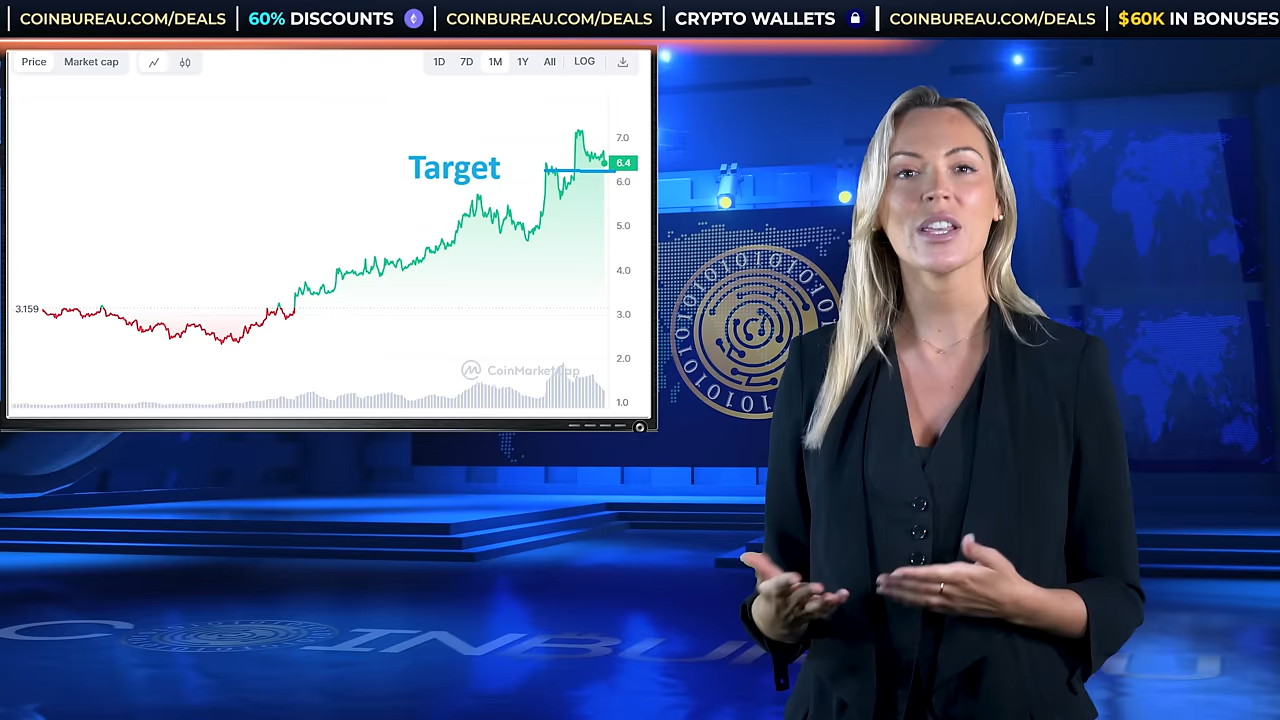 COINBUREAU.COM/DEALS 60% DISCOUNTS COINBUREAU.COM/DEALS CRYPTO WALLETS COINBUREAU.COM/DEALS $60K IN BONUSES
Price Market cap 1D 7D 1M 1Y All LOG
Target
7.0
6.4
6.0
5.0
4.0
3.159
3.0
2.0
CoinMarketCap
1.0
COINBU